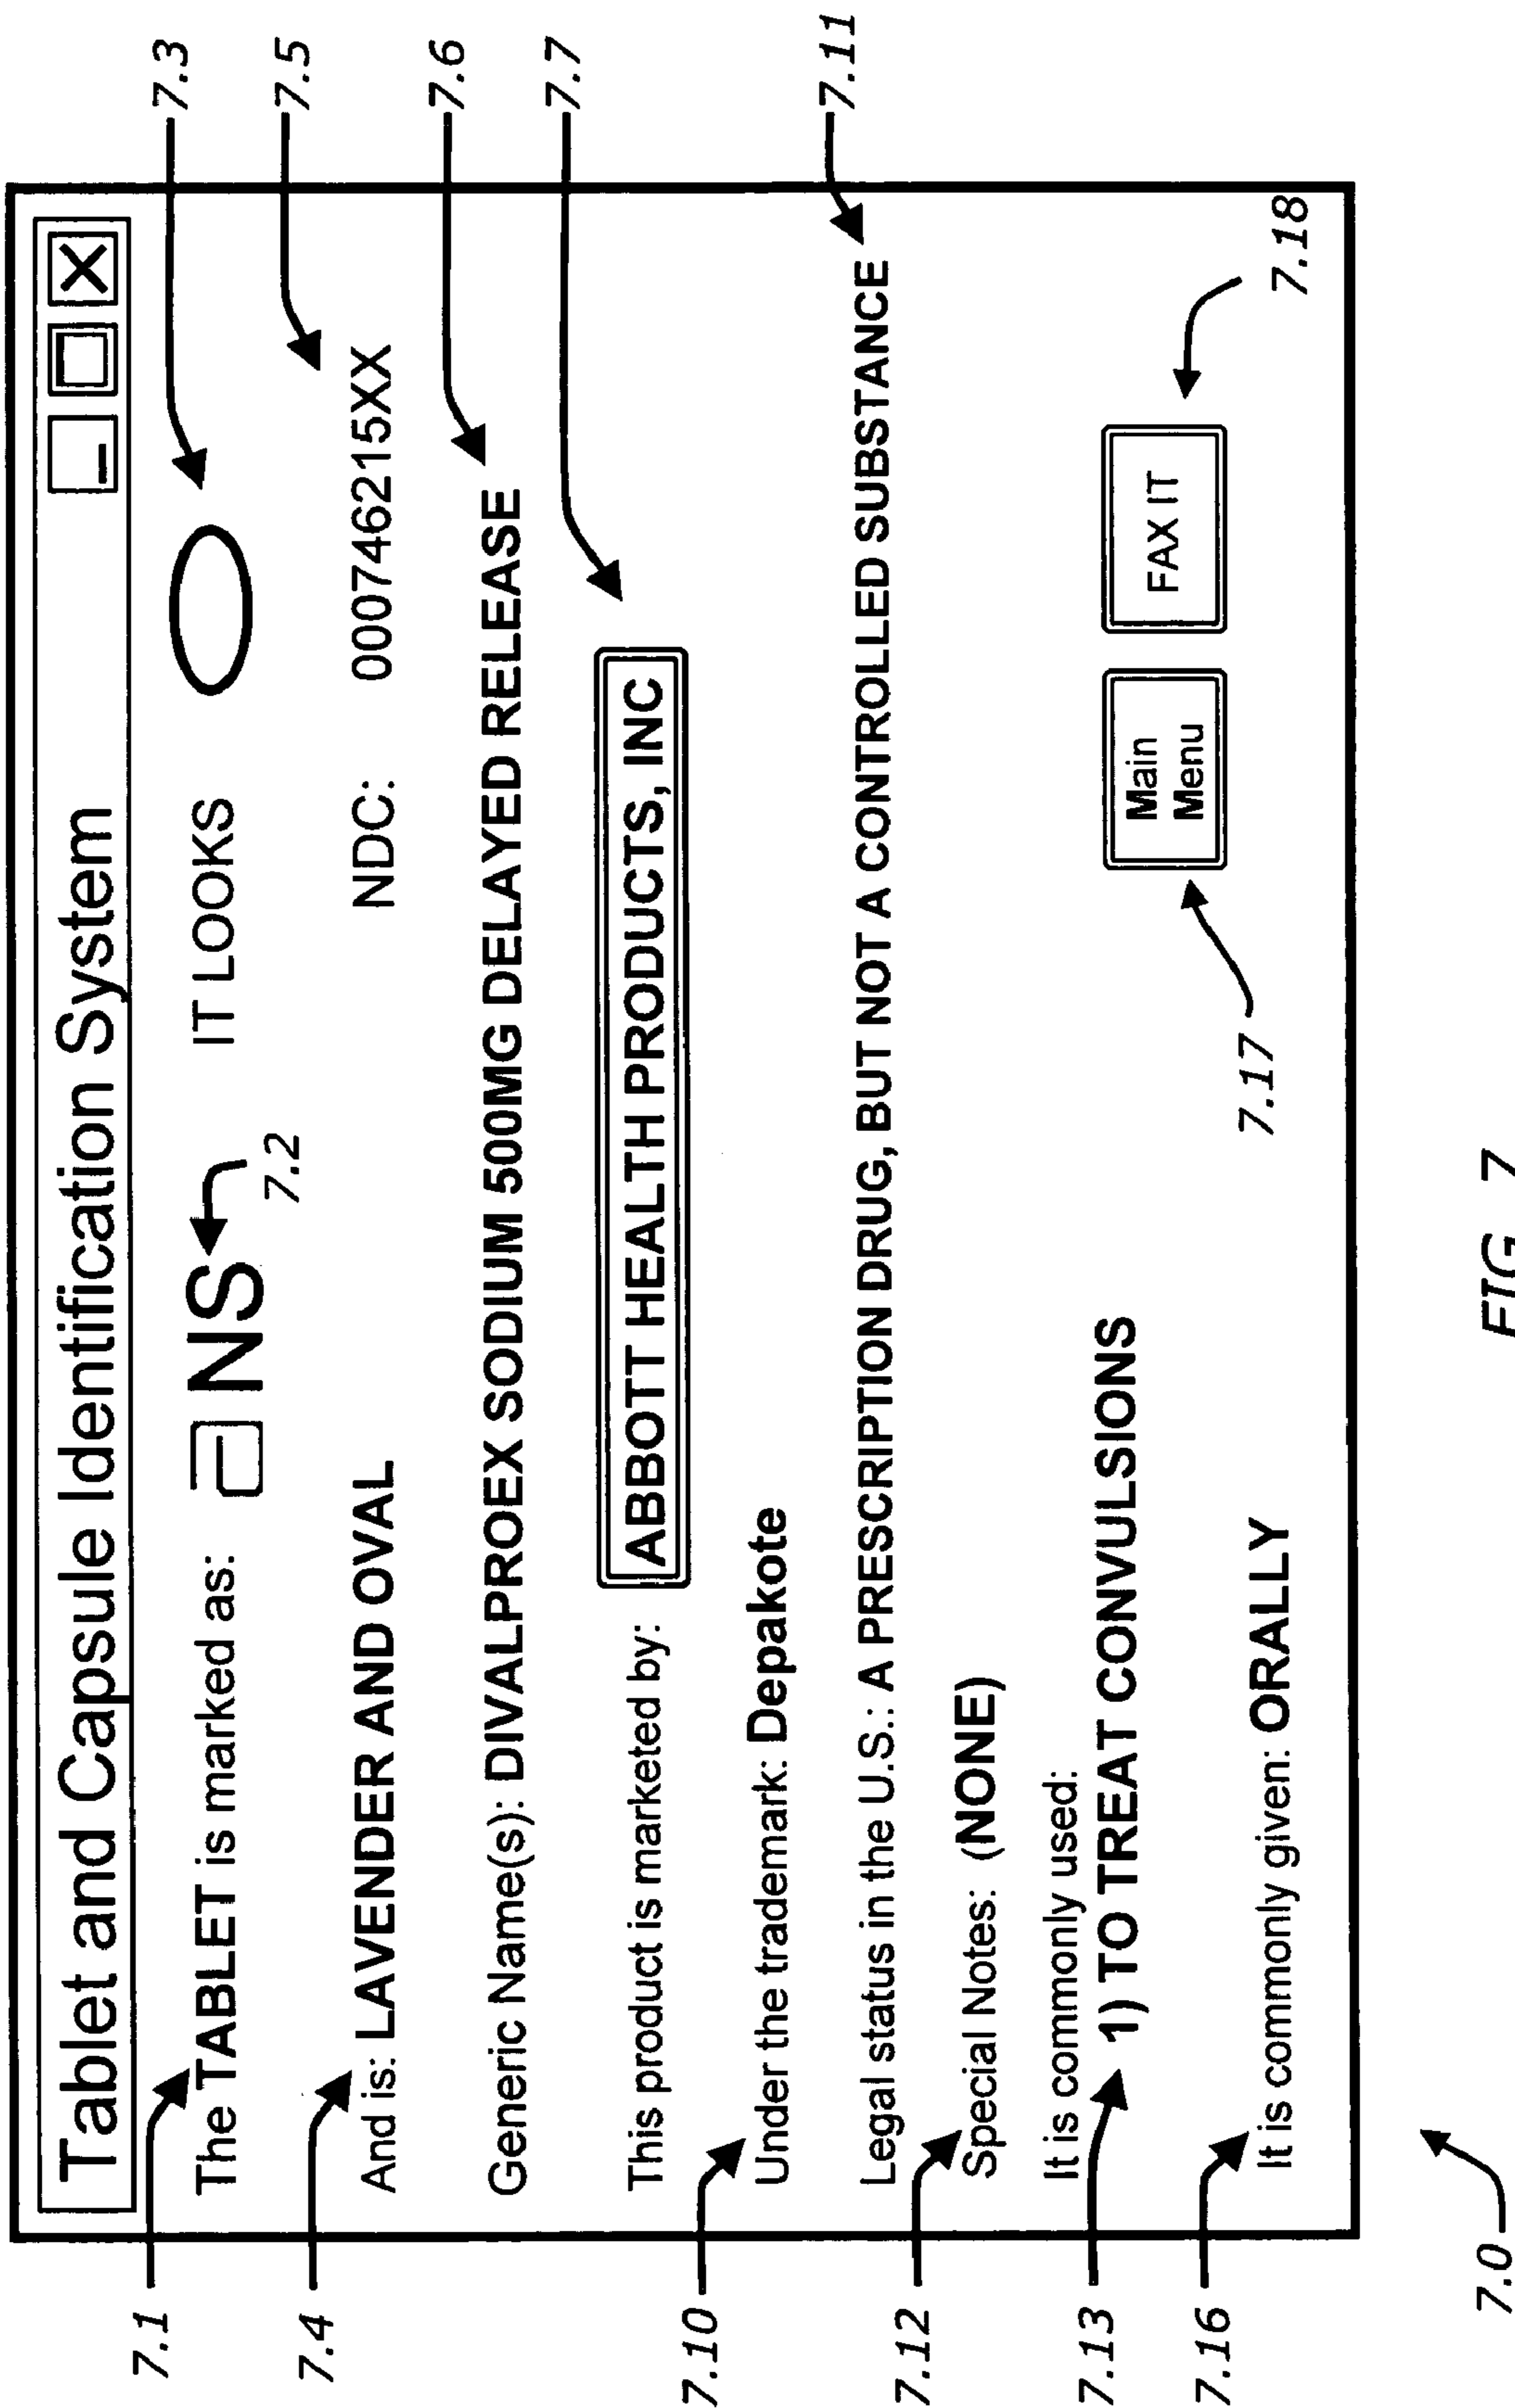 Tablet and Capsule Identification System
7.1
The TABLET is marked as: NS IT LOOKS
7.3
7.2
7.4
And is: LAVENDER AND OVAL NDC: 00746215XX
7.5
Generic Name(s): DIVALPROEX SODIUM 500MG DELAYED RELEASE
7.6
This product is marketed by: ABBOTT HEALTH PRODUCTS, INC
7.7
7.10
Under the trademark: Depakote
Legal status in the U.S.: A PRESCRIPTION DRUG, BUT NOT A CONTROLLED SUBSTANCE
7.11
7.12
Special Notes: (NONE)
It is commonly used:
7.13
1) TO TREAT CONVULSIONS
Main Menu
FAX IT
7.16
It is commonly given: ORALLY
7.17
7.18
7.0
FIG. 7